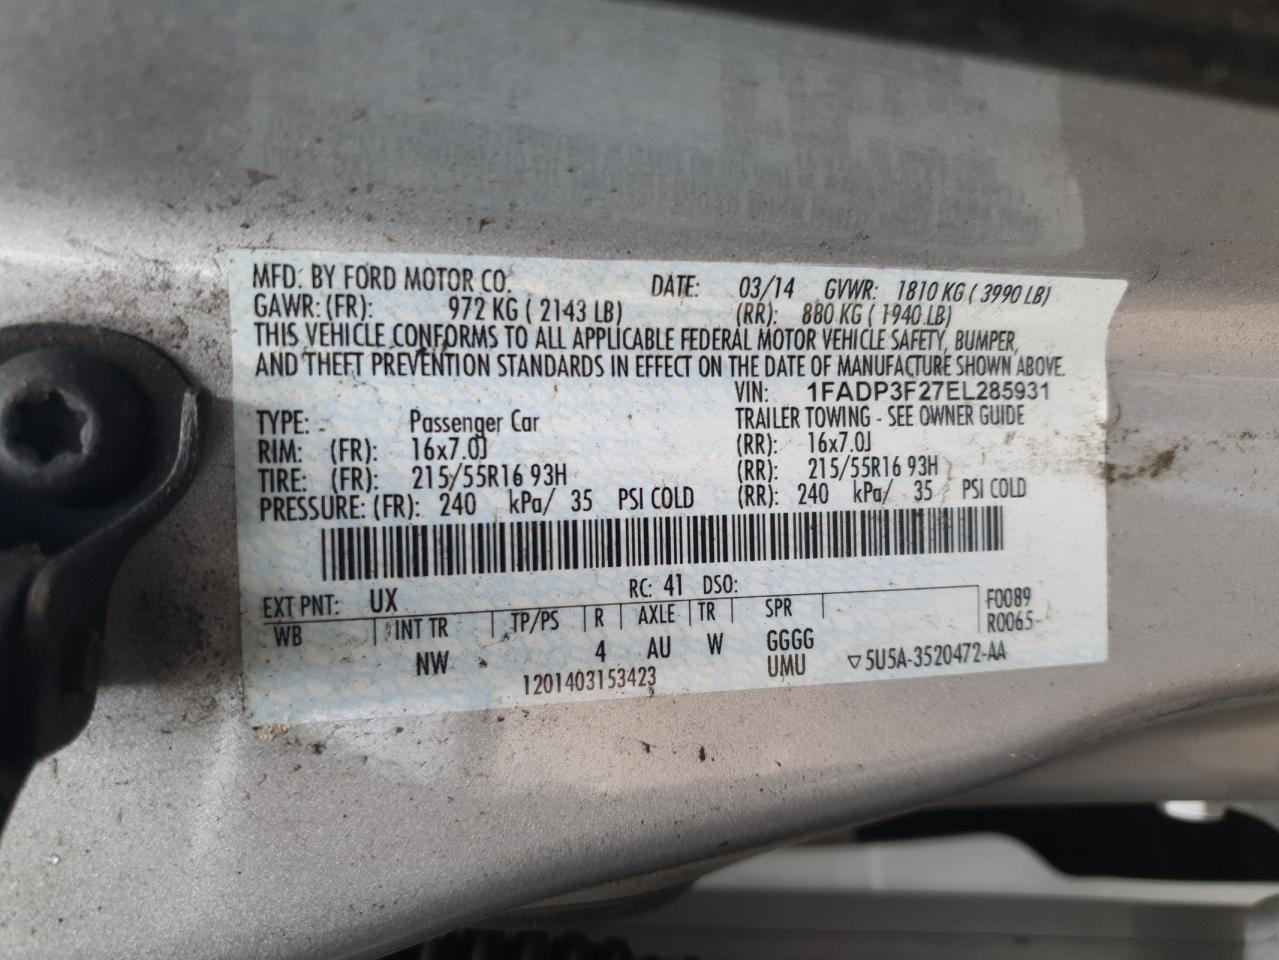 MFD. BY FORD MOTOR CO. DATE: 03/14 GVWR: 1810 KG ( 3990 LB)
GAWR: (FR): 972 KG ( 2143 LB) (RR): 880 KG ( 1940 LB)
THIS VEHICLE CONFORMS TO ALL APPLICABLE FEDERAL MOTOR VEHICLE SAFETY, BUMPER,
AND THEFT PREVENTION STANDARDS IN EFFECT ON THE DATE OF MANUFACTURE SHOWN ABOVE.
VIN: 1FADP3F27EL285931
TYPE: Passenger Car TRAILER TOWING - SEE OWNER GUIDE
RIM: (FR): 16x7.0J (RR): 16x7.0J
TIRE: (FR): 215/55R16 93H (RR): 215/55R16 93H
PRESSURE: (FR): 240 kPa/ 35 PSI COLD (RR): 240 kPa/ 35 PSI COLD
EXT PNT: UX RC: 41 DSO:
WB INT TR TP/PS R AXLE TR SPR F0089
R0065-
NW 4 AU W GGGG
UMU ▽5U5A-3520472-AA
1201403153423